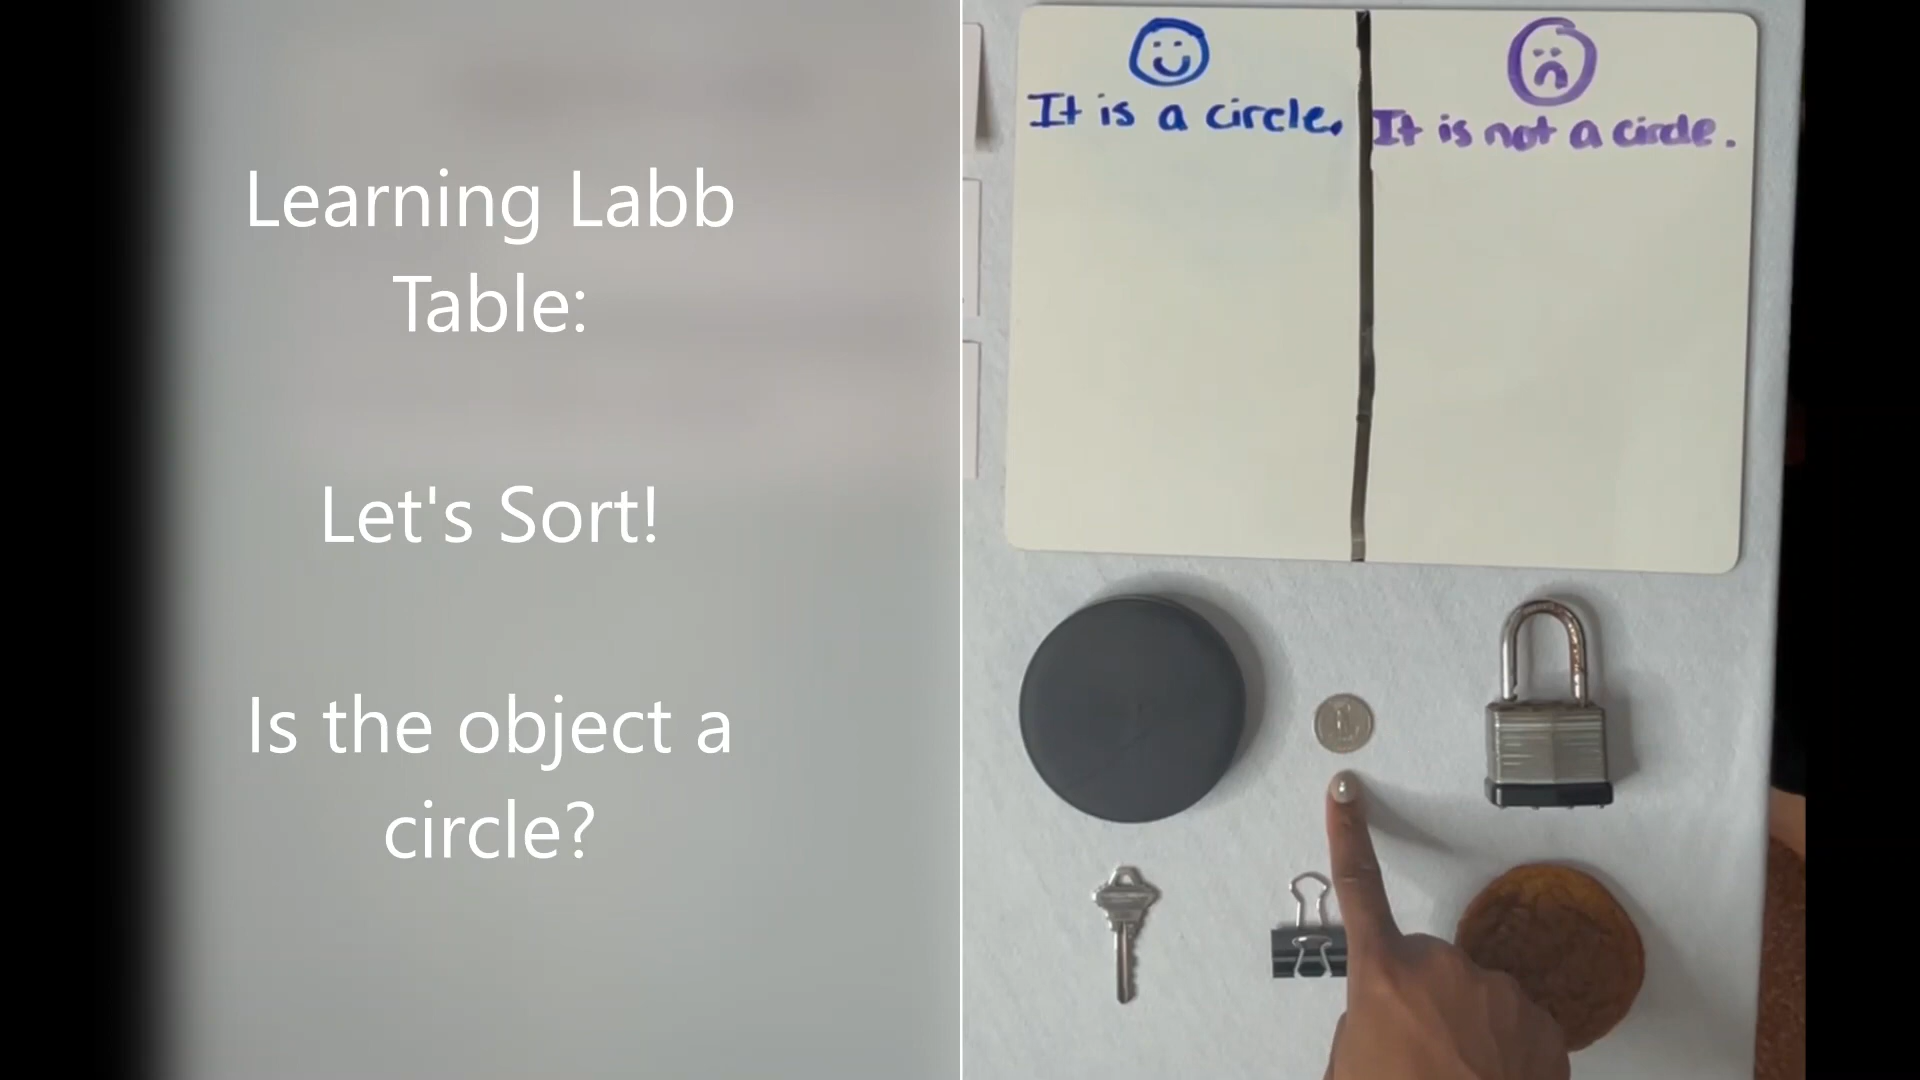 Learning Labb
Table:
Let's Sort!
Is the object a
circle?
It is a circle.
It is not a circle.